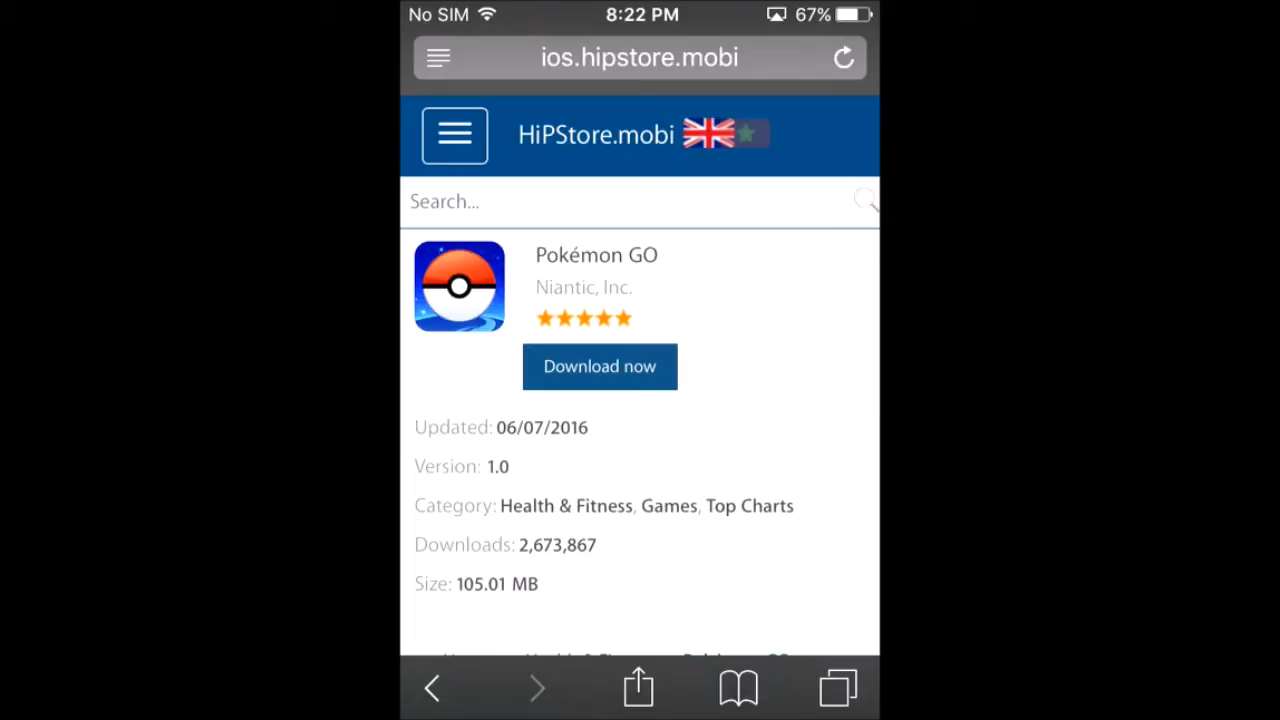 No SIM 8:22 PM 67%
ios.hipstore.mobi
HiPStore.mobi
Search...
Pokémon GO
Niantic, Inc.
Download now
Updated: 06/07/2016
Version: 1.0
Category: Health & Fitness, Games, Top Charts
Downloads: 2,673,867
Size: 105.01 MB